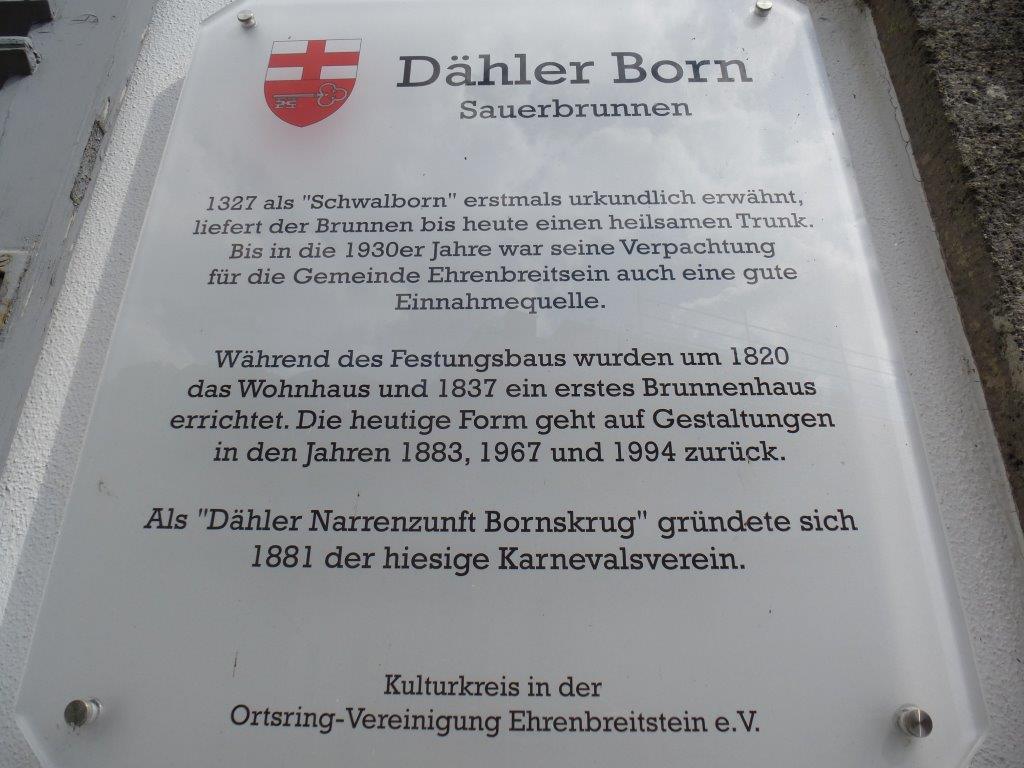 Dähler Born
Sauerbrunnen
1327 als "Schwalborn" erstmals urkundlich erwähnt,
liefert der Brunnen bis heute einen heilsamen Trunk.
Bis in die 1930er Jahre war seine Verpachtung
für die Gemeinde Ehrenbreitsein auch eine gute
Einnahmequelle.
Während des Festungsbaus wurden um 1820
das Wohnhaus und 1837 ein erstes Brunnenhaus
errichtet. Die heutige Form geht auf Gestaltungen
in den Jahren 1883, 1967 und 1994 zurück.
Als "Dähler Narrenzunft Bornskrug" gründete sich
1881 der hiesige Karnevalsverein.
Kulturkreis in der
Ortsring-Vereinigung Ehrenbreitstein e.V.